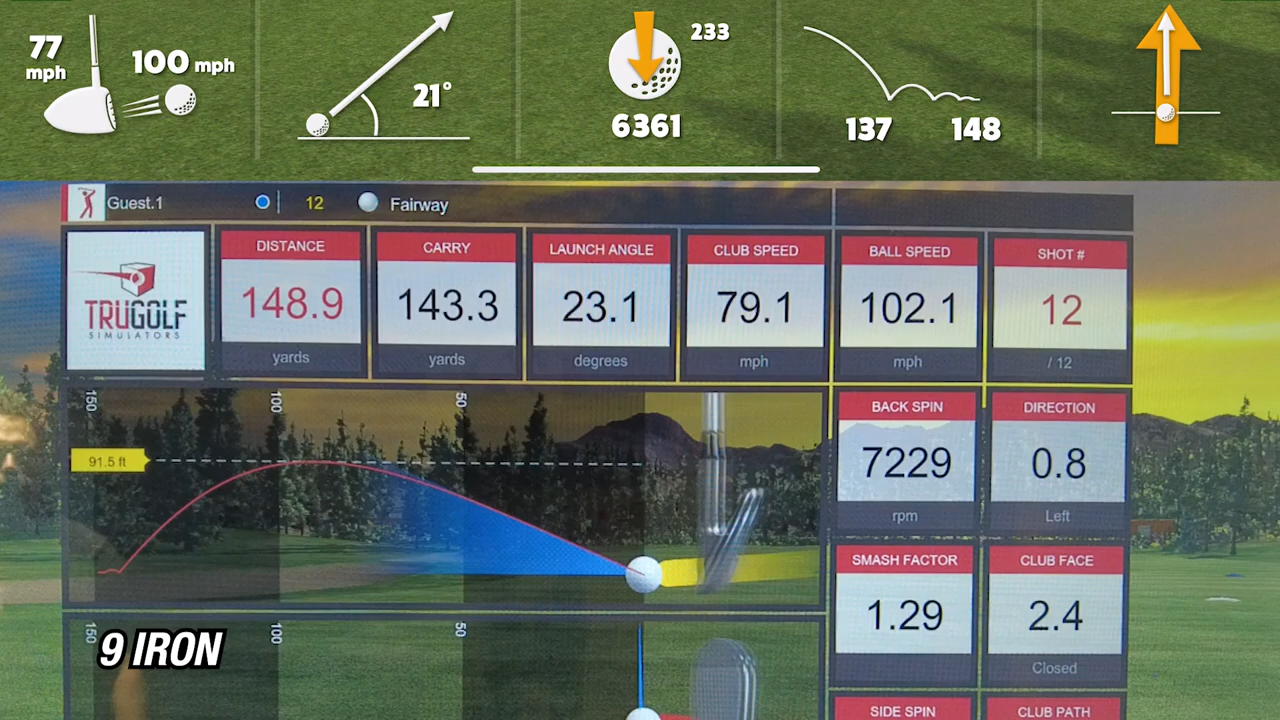 77
mph
100 mph
21°
233
6361
137
148
Guest.1
12
Fairway
TRUGOLF
SIMULATORS
DISTANCE
148.9
yards
CARRY
143.3
yards
LAUNCH ANGLE
23.1
degrees
CLUB SPEED
79.1
mph
BALL SPEED
102.1
mph
SHOT #
12
/ 12
150
100
50
91.5 ft
BACK SPIN
7229
rpm
DIRECTION
0.8
Left
SMASH FACTOR
1.29
CLUB FACE
2.4
Closed
150
100
50
9 IRON
SIDE SPIN
CLUB PATH